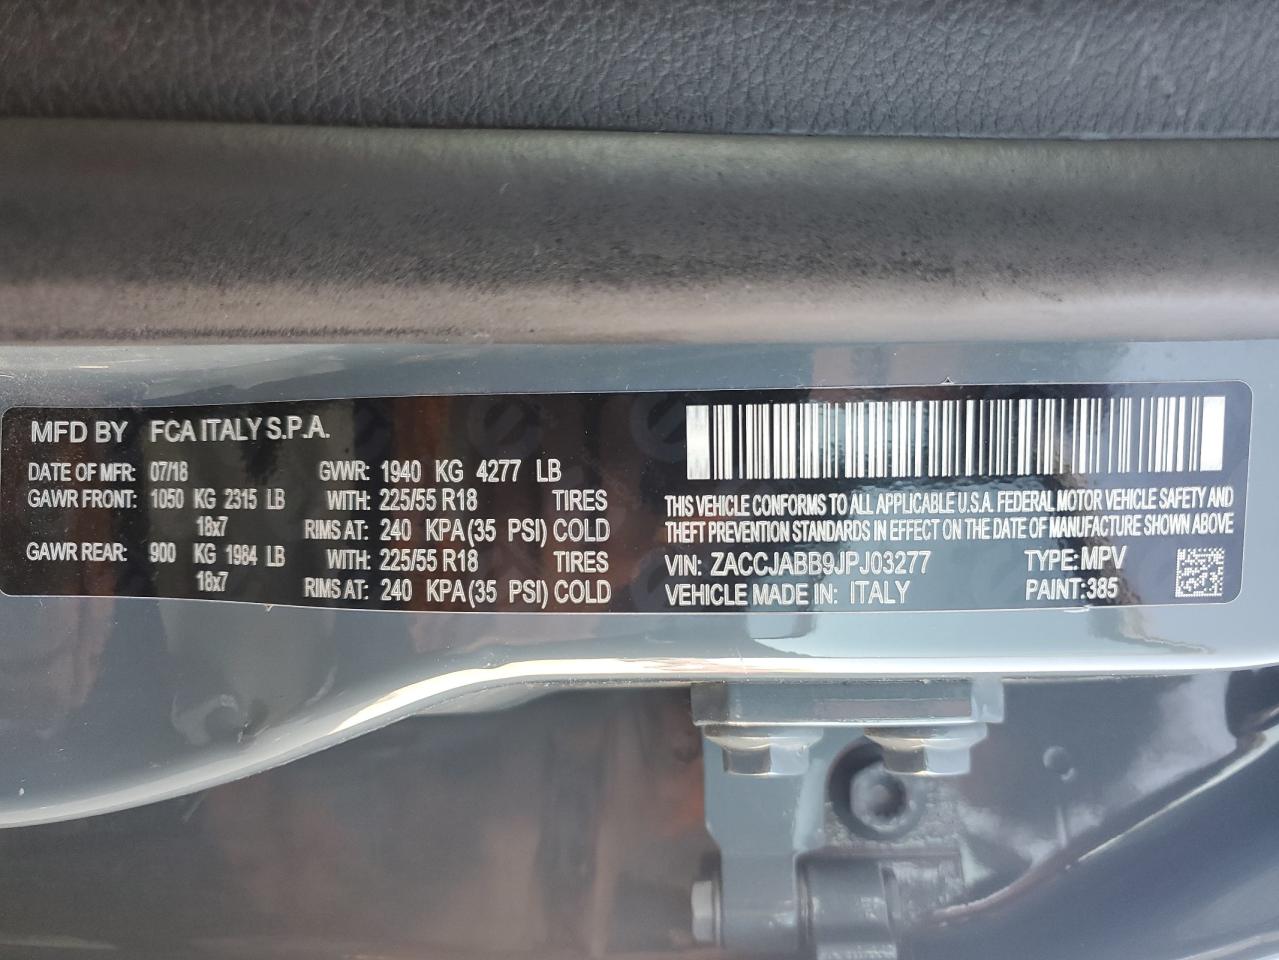 MFD BY FCA ITALY S.P.A.
DATE OF MFR: 07/18 GVWR: 1940 KG 4277 LB
GAWR FRONT: 1050 KG 2315 LB WITH: 225/55 R18 TIRES
18x7 RIMS AT: 240 KPA(35 PSI) COLD
GAWR REAR: 900 KG 1984 LB WITH: 225/55 R18 TIRES
18x7 RIMS AT: 240 KPA(35 PSI) COLD
THIS VEHICLE CONFORMS TO ALL APPLICABLE U.S.A. FEDERAL MOTOR VEHICLE SAFETY AND
THEFT PREVENTION STANDARDS IN EFFECT ON THE DATE OF MANUFACTURE SHOWN ABOVE
VIN: ZACCJABB9JPJ03277 TYPE:MPV
VEHICLE MADE IN: ITALY PAINT:385